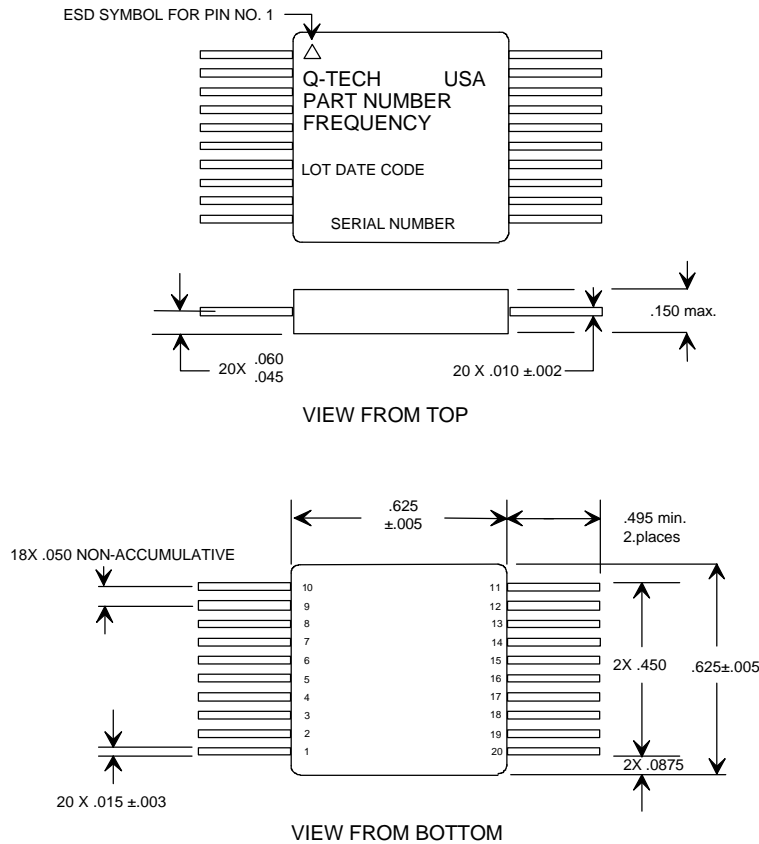 ESD SYMBOL FOR PIN NO. 1
Q-TECH USA
PART NUMBER
FREQUENCY
LOT DATE CODE
SERIAL NUMBER
.150 max.
20X .060
.045
20 X .010 ±.002
VIEW FROM TOP
.625
±.005
.495 min.
2.places
18X .050 NON-ACCUMULATIVE
10 11
9 12
8 13
7 14
6 15
5 16
4 17
3 18
2 19
1 20
2X .450
.625±.005
2X .0875
20 X .015 ±.003
VIEW FROM BOTTOM